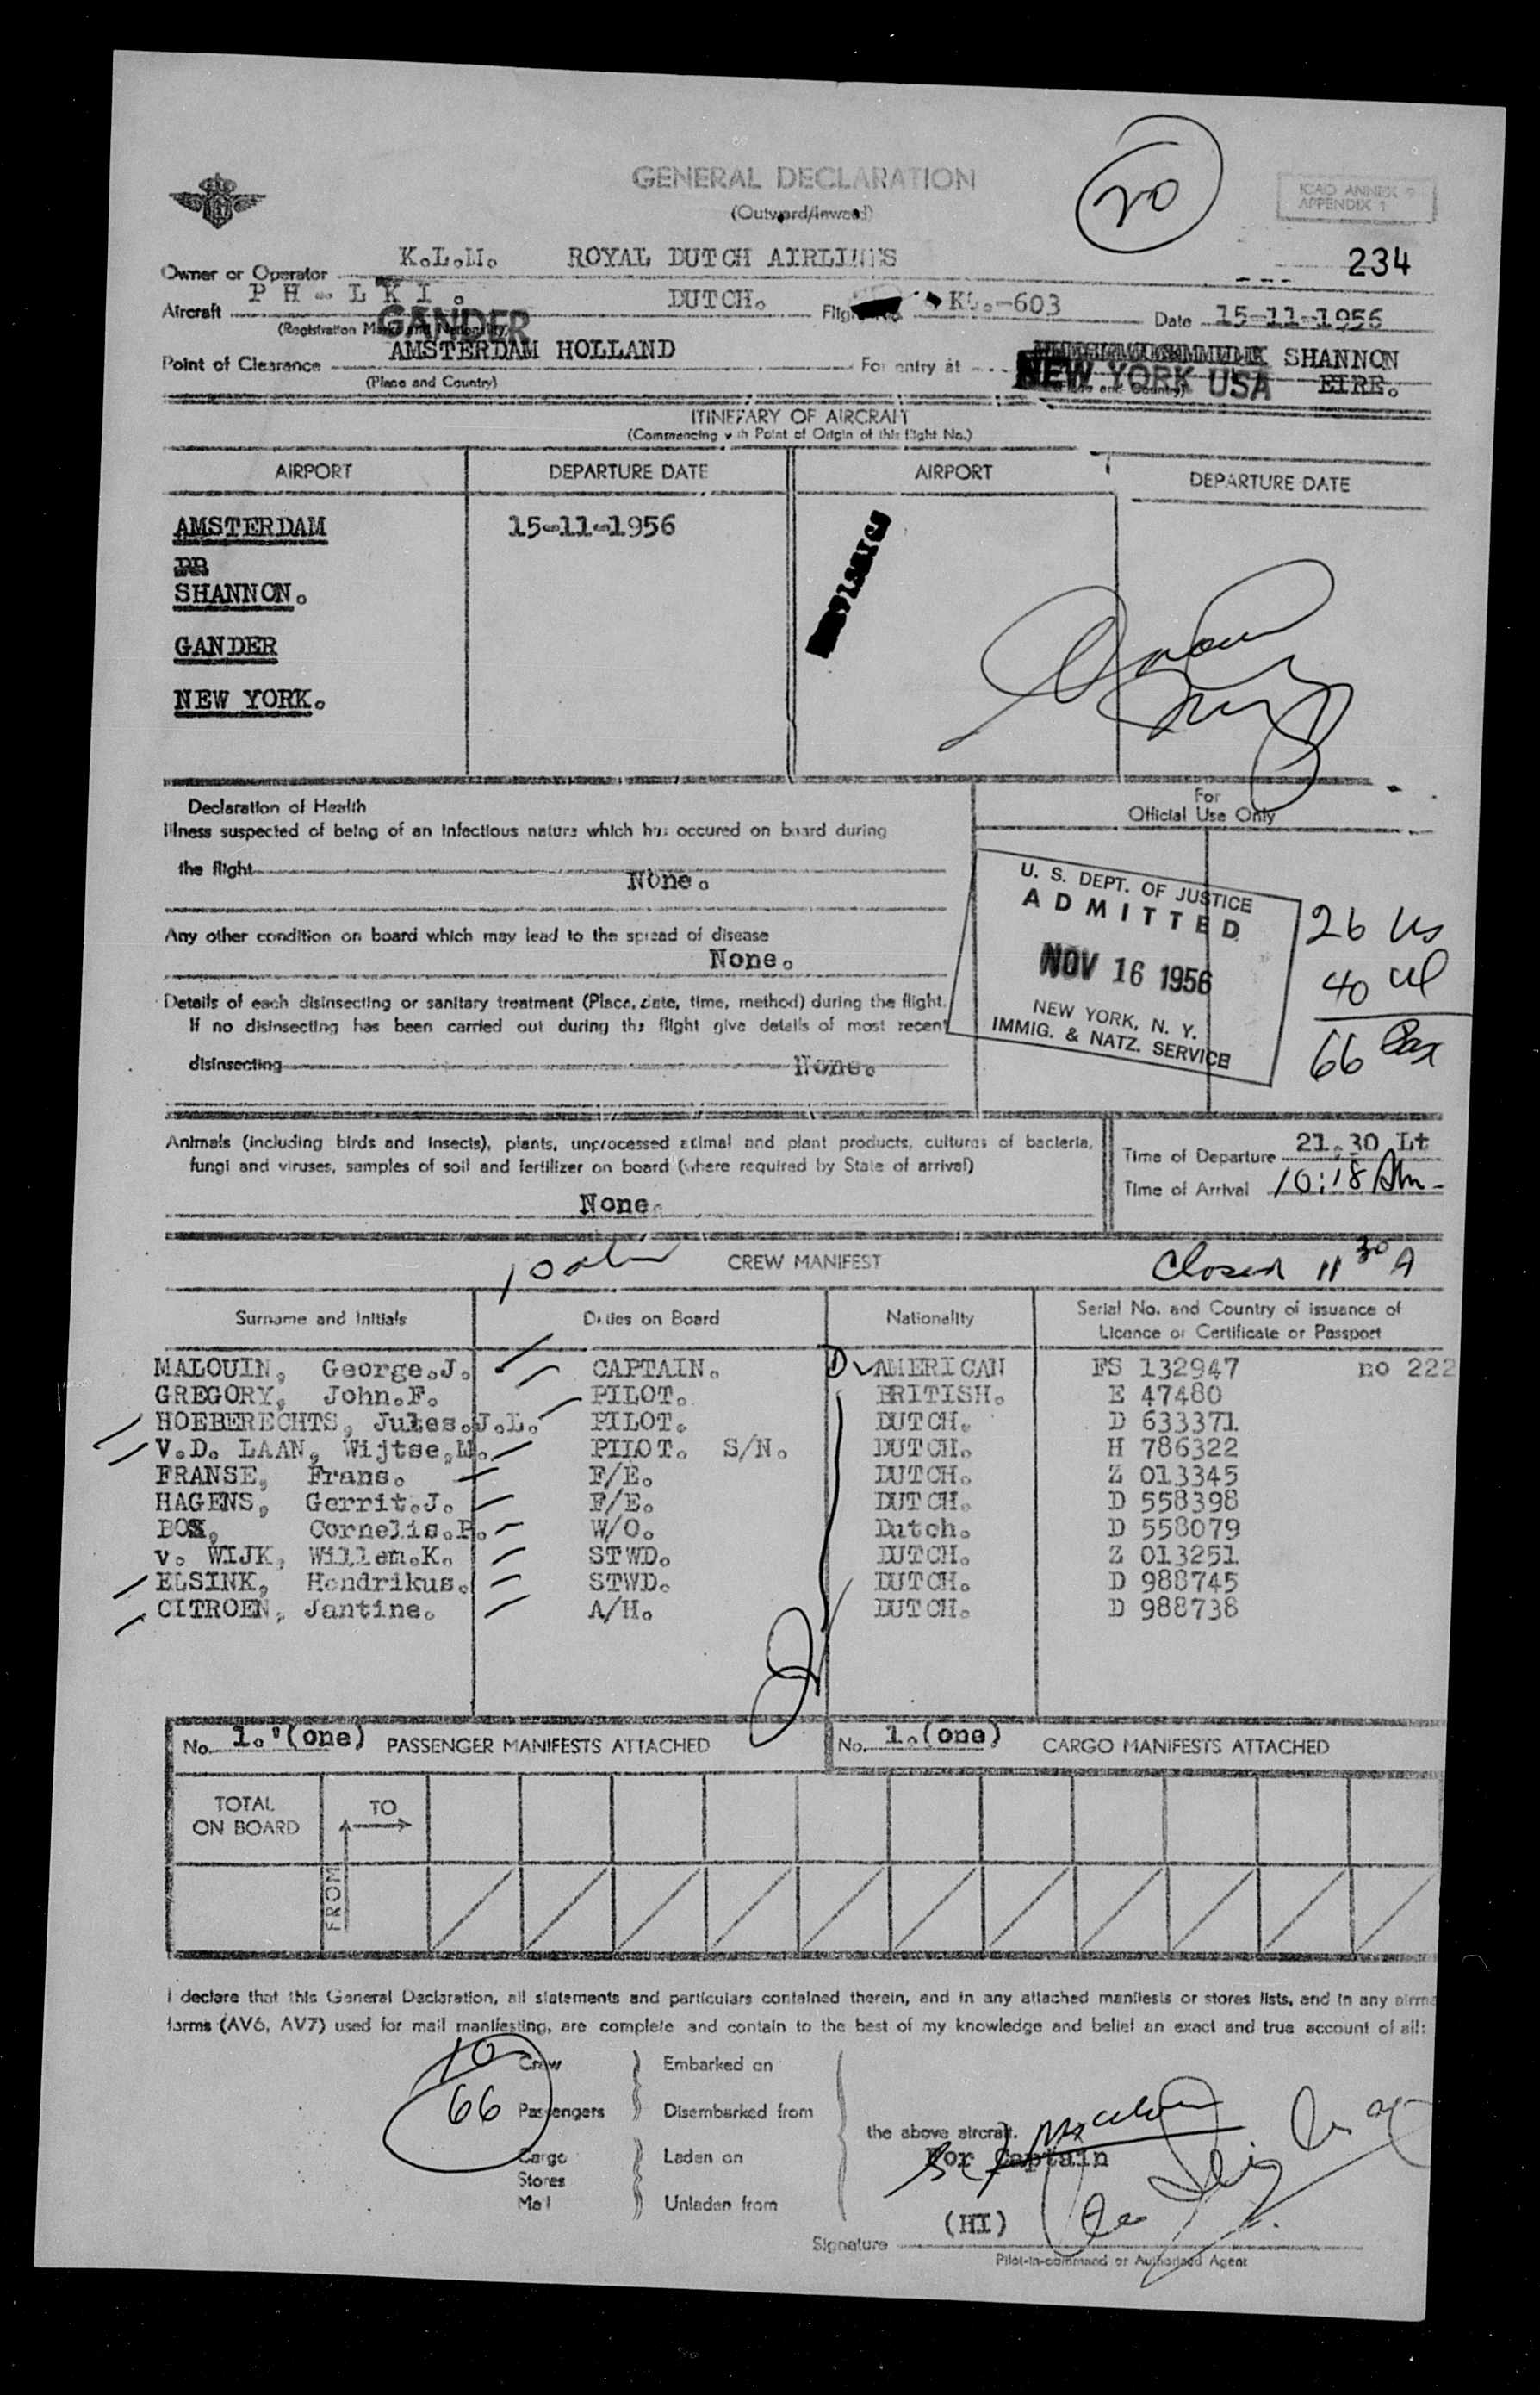 GENERAL DECLARATION
(Outward/Inward)
20
ICAO ANNEX 9
APPENDIX 1
234
Owner or Operator K.L.M. ROYAL DUTCH AIRLINES
Aircraft PH - LKI. DUTCH. Flight No. KL.-603 Date 15-11-1956
(Registration Marks and Nationality)
GANDER
Point of Clearance AMSTERDAM HOLLAND For entry at SHANNON
(Place and Country) NEW YORK USA EIRE.
ITINERARY OF AIRCRAFT
(Commencing with Point of Origin of this flight No.)
AIRPORT DEPARTURE DATE AIRPORT DEPARTURE DATE
AMSTERDAM 15-11-1956
SHANNON.
GANDER
NEW YORK.
Declaration of Health
Illness suspected of being of an infectious nature which has occured on board during
the flight None.
Any other condition on board which may lead to the spread of disease
None.
Details of each disinsecting or sanitary treatment (Place, date, time, method) during the flight.
If no disinsecting has been carried out during the flight give details of most recent
disinsecting None.
For
Official Use Only
U. S. DEPT. OF JUSTICE
ADMITTED
NOV 16 1956
NEW YORK, N. Y.
IMMIG. & NATZ. SERVICE
26 US
40
66 Pax
Animals (including birds and insects), plants, unprocessed animal and plant products, cultures of bacteria,
fungi and viruses, samples of soil and fertilizer on board (where required by State of arrival)
None.
Time of Departure 21.30 Lt
Time of Arrival 10:18 Am-
CREW MANIFEST
Closed 11 30 A
Surname and Initials Duties on Board Nationality Serial No. and Country of issuance of
Licence or Certificate or Passport
MALOUIN, George.J. CAPTAIN. AMERICAN FS 132947 no 222
GREGORY, John.F. PILOT. BRITISH. E 47480
HOEBERECHTS, Jules.J.L. PILOT. DUTCH. D 633371
V.D. LAAN, Wijtse,M. PILOT. S/N. DUTCH. H 786322
FRANSE, Frans. F/E. DUTCH. Z 013345
HAGENS, Gerrit.J. F/E. DUTCH. D 558398
BOS, Cornelis.P. W/O. Dutch. D 558079
v. WIJK, Willem.K. STWD. DUTCH. Z 013251
ELSINK, Hendrikus. STWD. DUTCH. D 988745
CITROEN, Jantine. A/H. DUTCH. D 988738
No. 1. (one) PASSENGER MANIFESTS ATTACHED No. 1.(one) CARGO MANIFESTS ATTACHED
TOTAL
ON BOARD
TO
FROM
I declare that this General Declaration, all statements and particulars contained therein, and in any attached manifests or stores lists, and in any
forms (AV6, AV7) used for mail manifesting, are complete and contain to the best of my knowledge and belief an exact and true account of all:
10 Crew Embarked on
66 Passengers Disembarked from
the above aircraft.
Cargo Laden on For Captain
Stores
Mail Unladen from
(HI)
Signature
Pilot-in-command or Authorised Agent